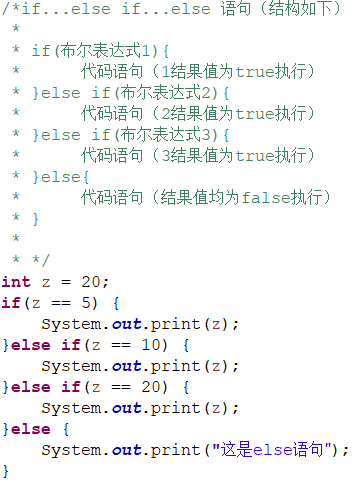 /*if...else if...else 语句（结构如下）
*
* if(布尔表达式1){
*      代码语句（1结果值为true执行）
* }else if(布尔表达式2){
*      代码语句（2结果值为true执行）
* }else if(布尔表达式3){
*      代码语句（3结果值为true执行）
* }else{
*      代码语句（结果值均为false执行）
* }
*
* */
int z = 20;
if(z == 5) {
    System.out.print(z);
}else if(z == 10) {
    System.out.print(z);
}else if(z == 20) {
    System.out.print(z);
}else {
    System.out.print("这是else语句");
}